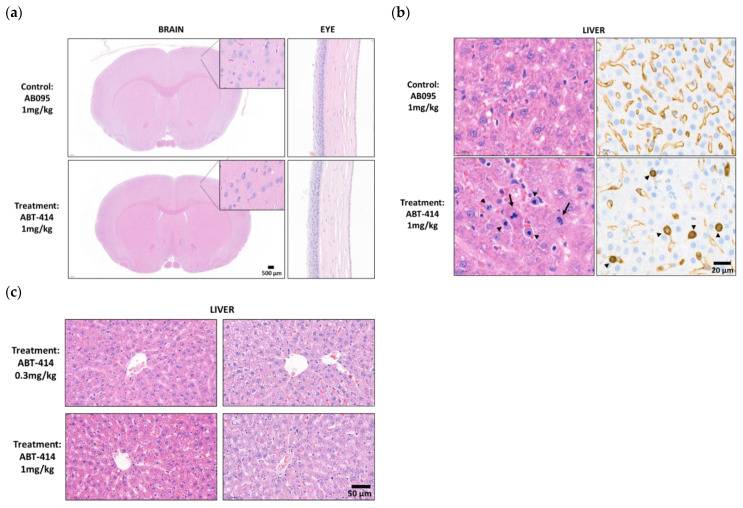 (a)
BRAIN
EYE
Control:
AB095
1mg/kg
Treatment:
ABT-414
1mg/kg
500 µm
(b)
LIVER
Control:
AB095
1mg/kg
Treatment:
ABT-414
1mg/kg
20 µm
(c)
LIVER
Treatment:
ABT-414
0.3mg/kg
Treatment:
ABT-414
1mg/kg
50 µm